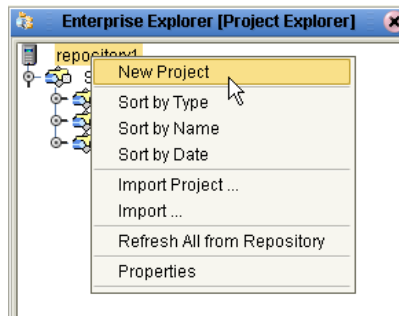 Enterprise Explorer [Project Explorer]
repository1
S
New Project
Sort by Type
Sort by Name
Sort by Date
Import Project ...
Import ...
Refresh All from Repository
Properties